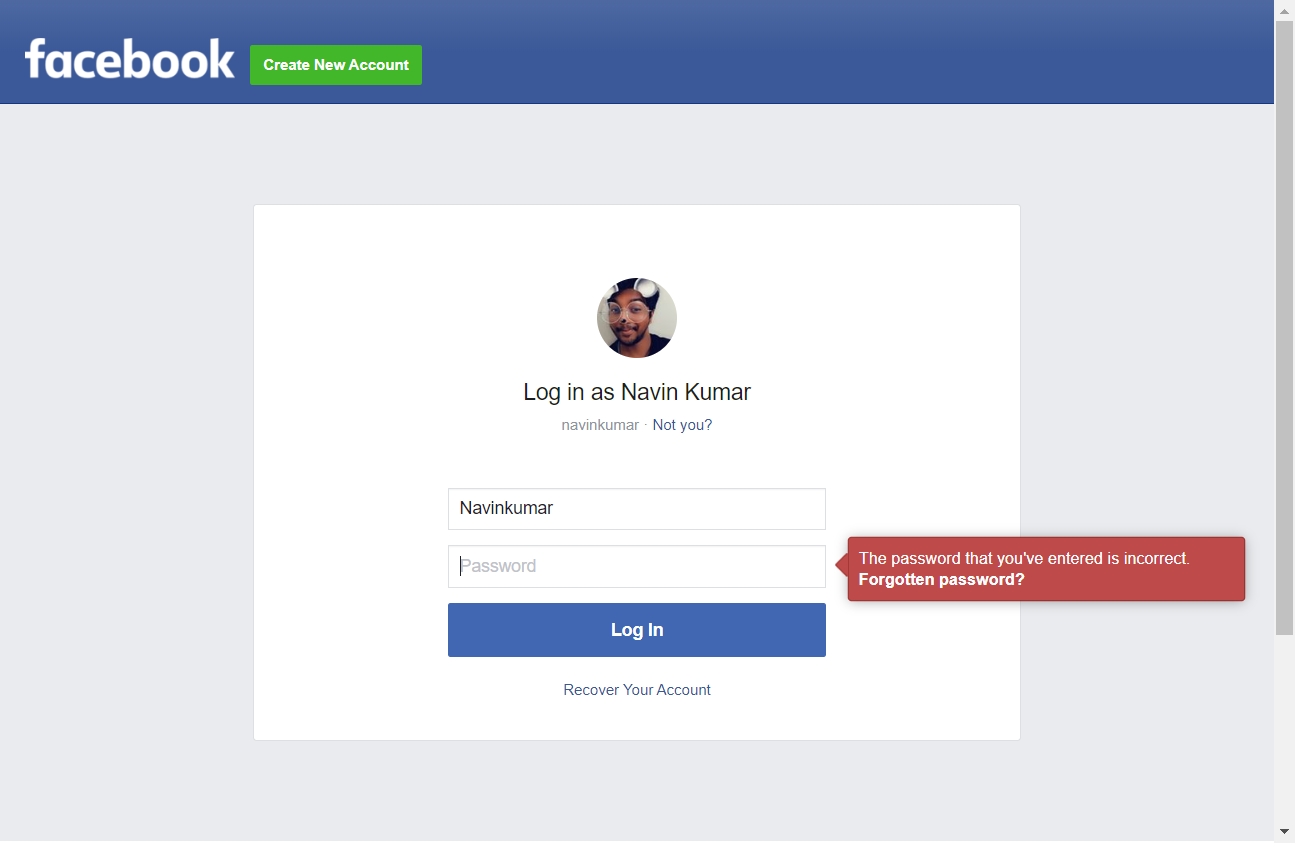 facebook
Create New Account
Log in as Navin Kumar
navinkumar · Not you?
Navinkumar
Password
The password that you've entered is incorrect.
Forgotten password?
Log In
Recover Your Account